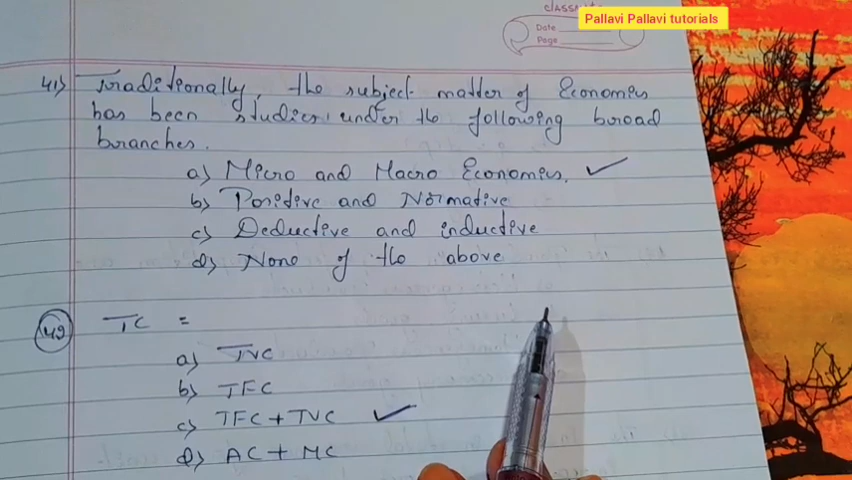 classmate
Pallavi Pallavi tutorials
Date
Page
41) Traditionally, the subject matter of Economics
has been studies under the following broad
branches.
a) Micro and Macro Economics. ✓
b) Positive and Normative
c) Deductive and inductive
d) None of the above
42) TC =
a) TVC
b) TFC
c) TFC + TVC ✓
d) AC + MC